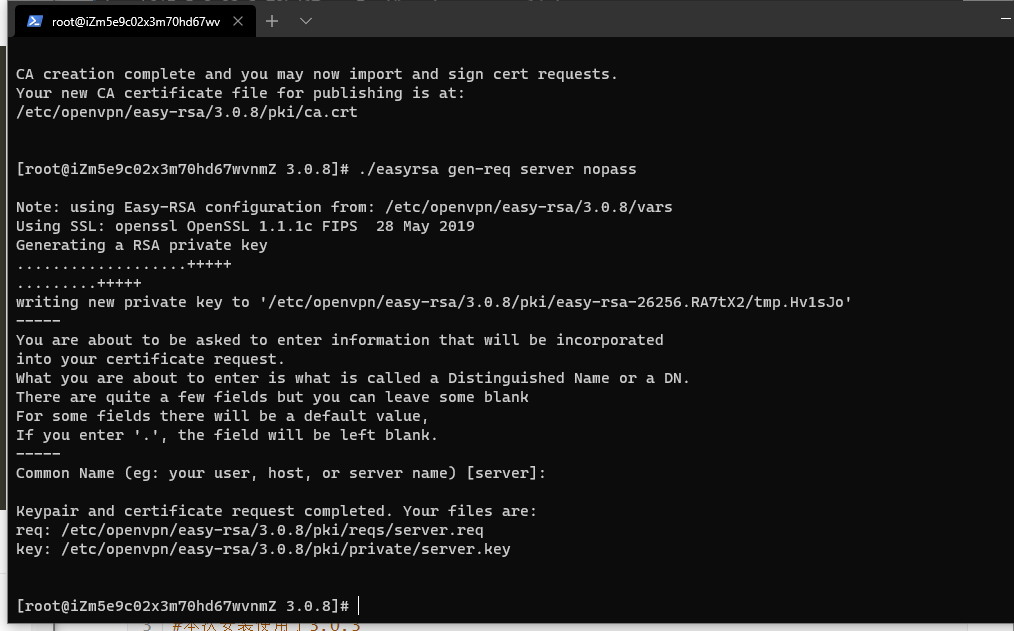 root@iZm5e9c02x3m70hd67wv
CA creation complete and you may now import and sign cert requests.
Your new CA certificate file for publishing is at:
/etc/openvpn/easy-rsa/3.0.8/pki/ca.crt
[root@iZm5e9c02x3m70hd67wvnmZ 3.0.8]# ./easyrsa gen-req server nopass
Note: using Easy-RSA configuration from: /etc/openvpn/easy-rsa/3.0.8/vars
Using SSL: openssl OpenSSL 1.1.1c FIPS  28 May 2019
Generating a RSA private key
...................+++++
.........+++++
writing new private key to '/etc/openvpn/easy-rsa/3.0.8/pki/easy-rsa-26256.RA7tX2/tmp.Hv1sJo'
-----
You are about to be asked to enter information that will be incorporated
into your certificate request.
What you are about to enter is what is called a Distinguished Name or a DN.
There are quite a few fields but you can leave some blank
For some fields there will be a default value,
If you enter '.', the field will be left blank.
-----
Common Name (eg: your user, host, or server name) [server]:
Keypair and certificate request completed. Your files are:
req: /etc/openvpn/easy-rsa/3.0.8/pki/reqs/server.req
key: /etc/openvpn/easy-rsa/3.0.8/pki/private/server.key
[root@iZm5e9c02x3m70hd67wvnmZ 3.0.8]#